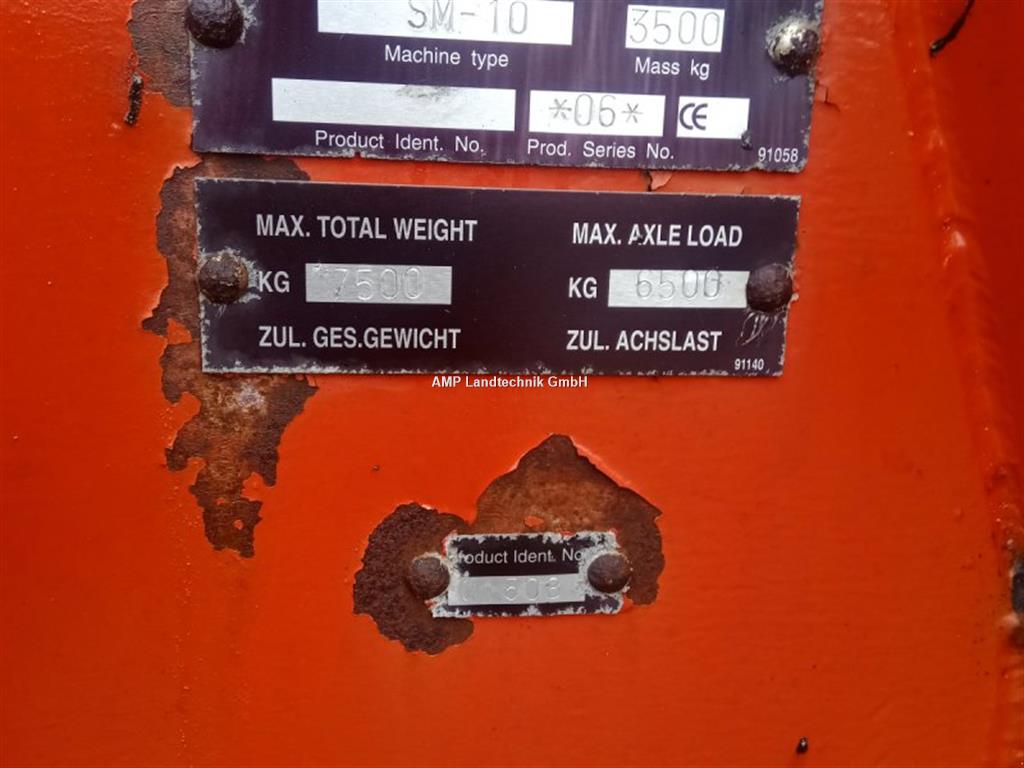 SM-10 3500
Machine type Mass kg
*06* CE
Product Ident. No. Prod. Series No. 91058
MAX. TOTAL WEIGHT MAX. AXLE LOAD
KG 7500 KG 6500
ZUL. GES.GEWICHT ZUL. ACHSLAST
91140
AMP Landtechnik GmbH
Product Ident. No